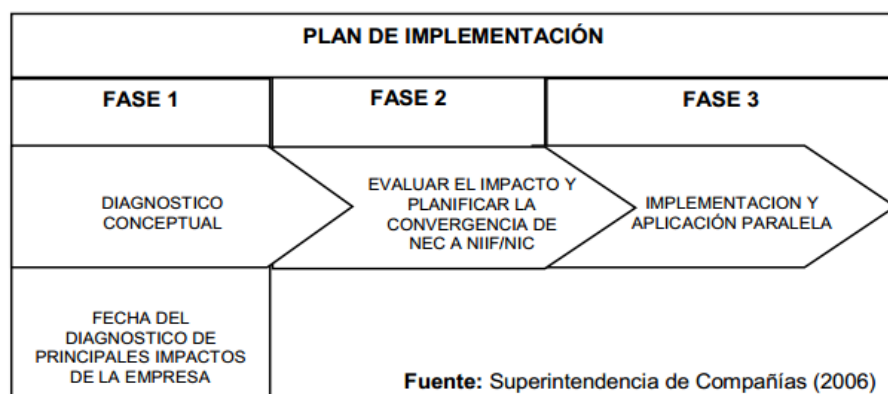 PLAN DE IMPLEMENTACIÓN
FASE 1
FASE 2
FASE 3
DIAGNOSTICO
CONCEPTUAL
EVALUAR EL IMPACTO Y
PLANIFICAR LA
CONVERGENCIA DE
NEC A NIIF/NIC
IMPLEMENTACION Y
APLICACIÓN PARALELA
FECHA DEL
DIAGNOSTICO DE
PRINCIPALES IMPACTOS
DE LA EMPRESA
Fuente: Superintendencia de Compañías (2006)